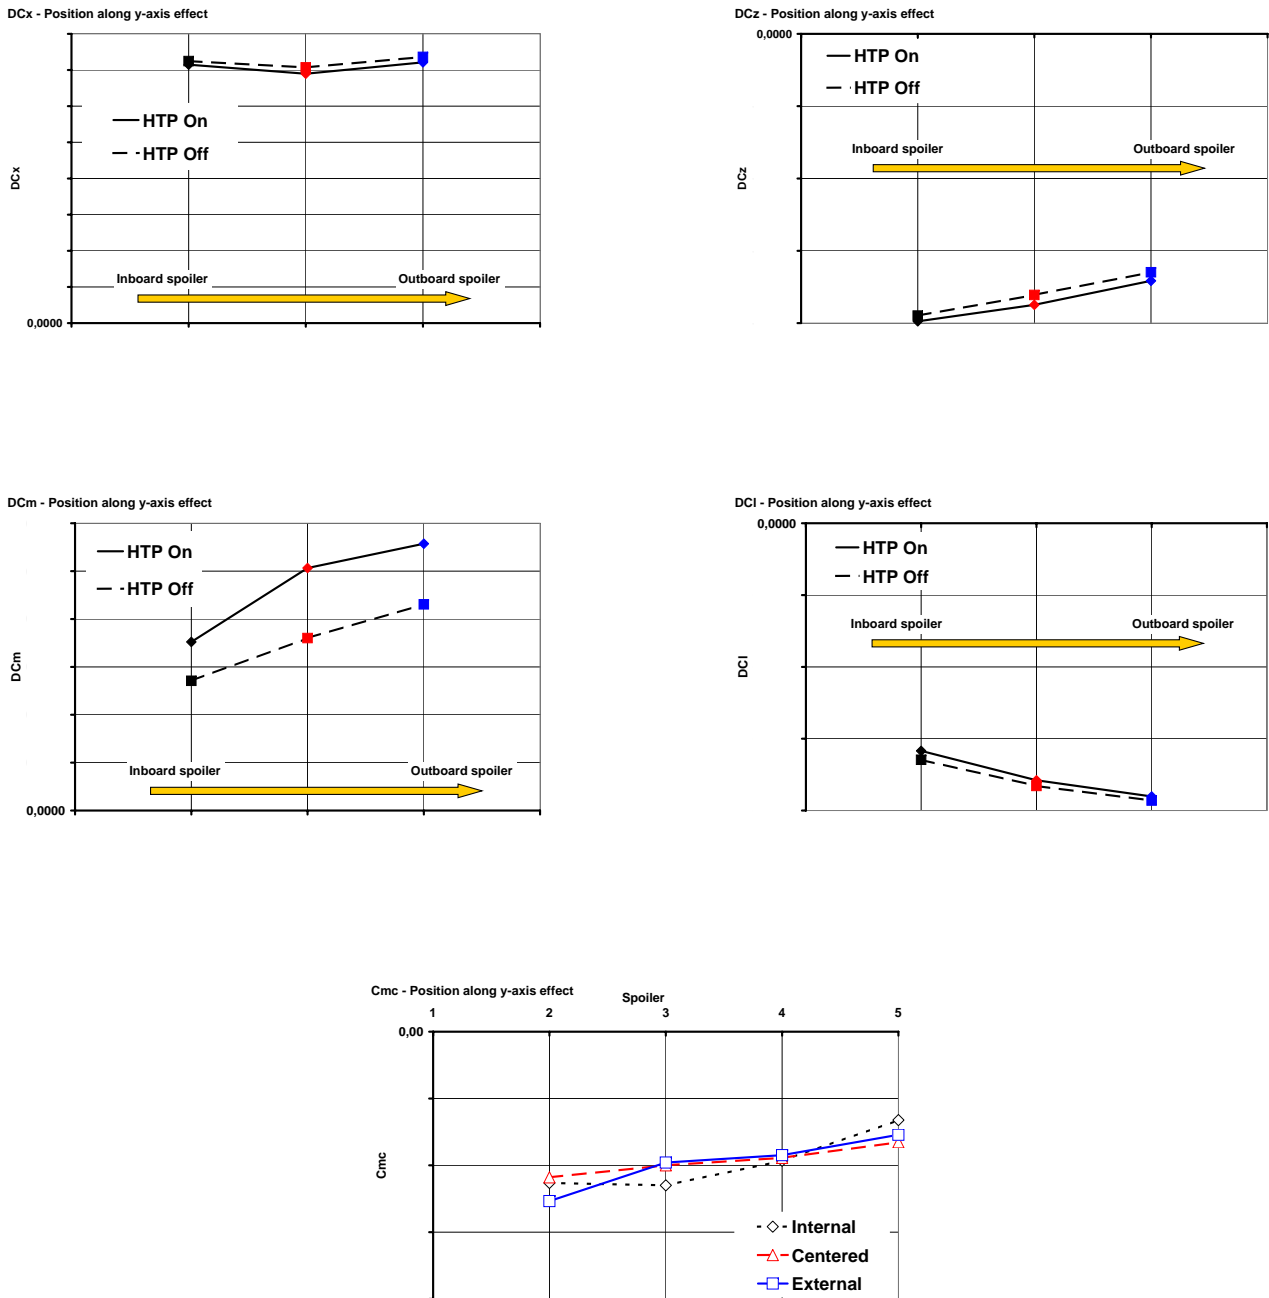 DCx - Position along y-axis effect
DCx
HTP On
HTP Off
Inboard spoiler
Outboard spoiler
0,0000
DCz - Position along y-axis effect
0,0000
DCz
HTP On
HTP Off
Inboard spoiler
Outboard spoiler
DCm - Position along y-axis effect
DCm
HTP On
HTP Off
Inboard spoiler
Outboard spoiler
0,0000
DCl - Position along y-axis effect
0,0000
DCl
HTP On
HTP Off
Inboard spoiler
Outboard spoiler
Cmc - Position along y-axis effect
Spoiler
1 2 3 4 5
0,00
Cmc
Internal
Centered
External